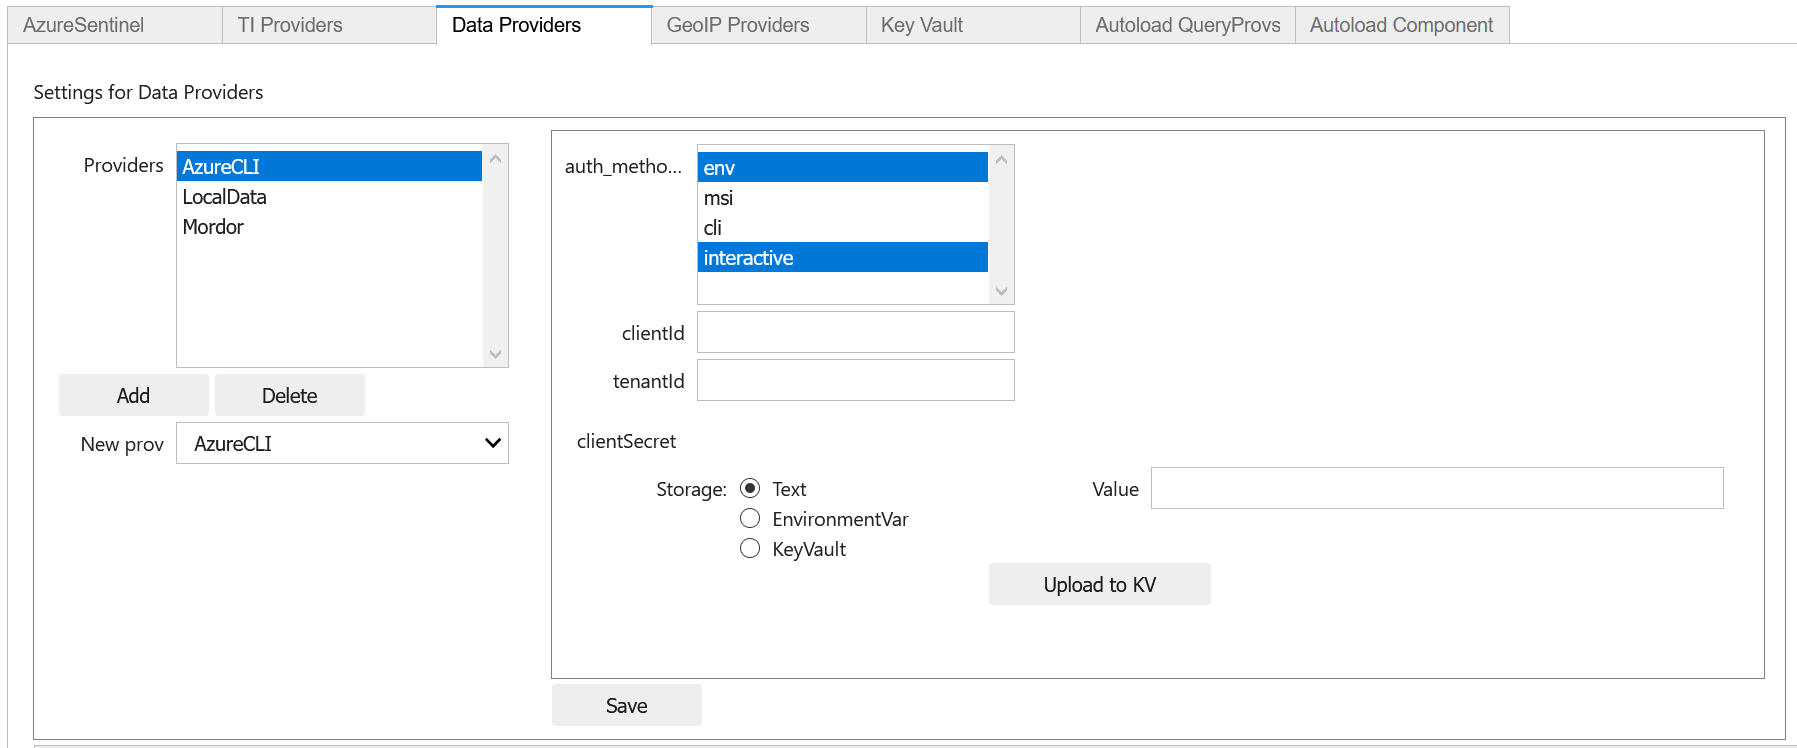 AzureSentinel
TI Providers
Data Providers
GeoIP Providers
Key Vault
Autoload QueryProvs
Autoload Component
Settings for Data Providers
Providers
AzureCLI
LocalData
Mordor
Add
Delete
New prov
AzureCLI
auth_metho...
env
msi
cli
interactive
clientId
tenantId
clientSecret
Storage:
Text
EnvironmentVar
KeyVault
Value
Upload to KV
Save